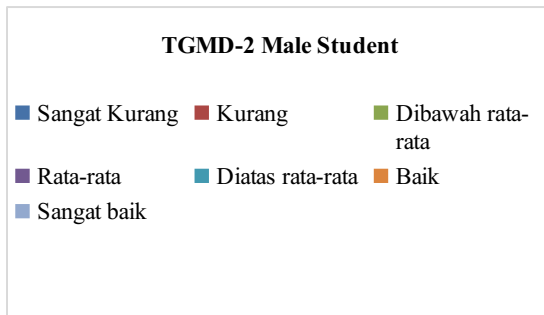 TGMD-2 Male Student
Sangat Kurang
Kurang
Dibawah rata-
rata
Rata-rata
Diatas rata-rata
Baik
Sangat baik